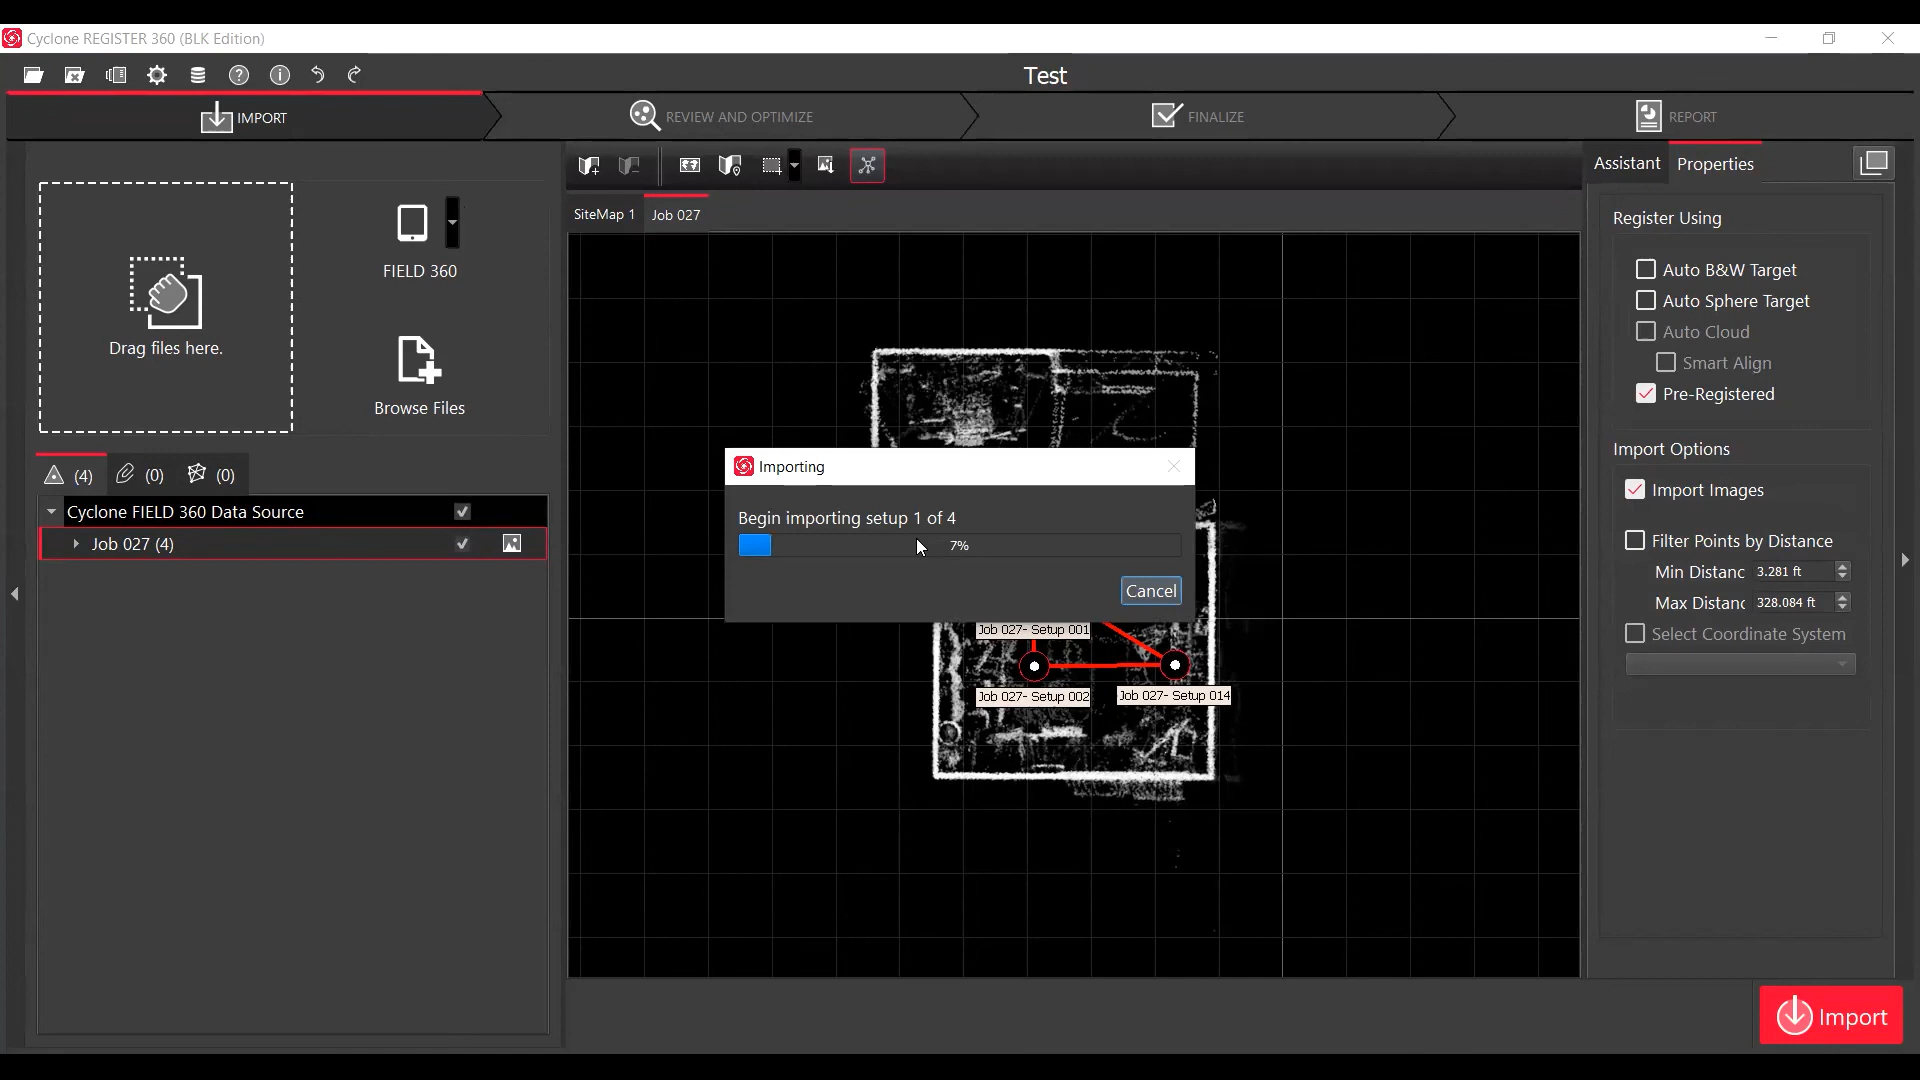 Cyclone REGISTER 360 (BLK Edition)
Test
IMPORT
REVIEW AND OPTIMIZE
FINALIZE
REPORT
Drag files here.
FIELD 360
Browse Files
(4)
(0)
(0)
Cyclone FIELD 360 Data Source
Job 027 (4)
SiteMap 1
Job 027
Importing
Begin importing setup 1 of 4
7%
Cancel
Job 027- Setup 001
Job 027- Setup 002
Job 027- Setup 014
Assistant
Properties
Register Using
Auto B&W Target
Auto Sphere Target
Auto Cloud
Smart Align
Pre-Registered
Import Options
Import Images
Filter Points by Distance
Min Distanc 3.281 ft
Max Distanc 328.084 ft
Select Coordinate System
Import